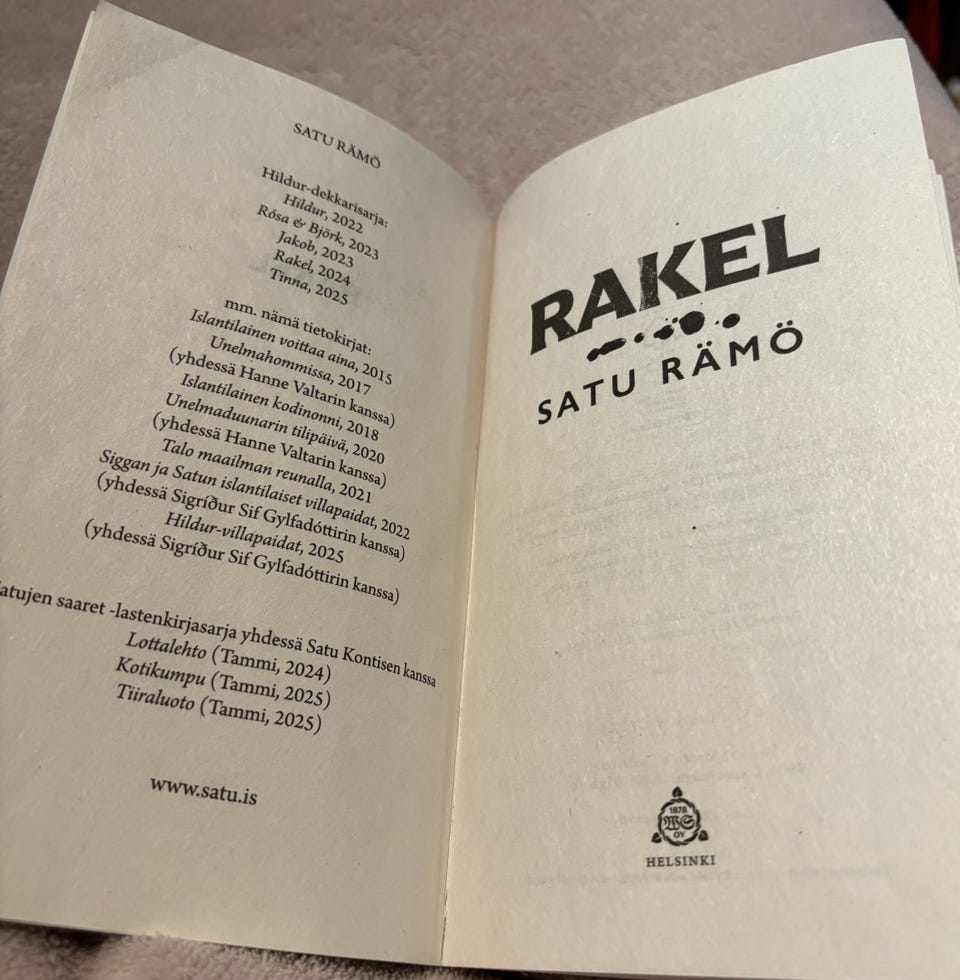 SATU RÄMÖ
Hildur-dekkarisarja:
Hildur, 2022
Rósa & Björk, 2023
Jakob, 2023
Rakel, 2024
Tinna, 2025
mm. nämä tietokirjat:
Islantilainen voittaa aina, 2015
Unelmahommissa, 2017
(yhdessä Hanne Valtarin kanssa)
Islantilainen kodinonni, 2018
Unelmaduunarin tilipäivä, 2020
(yhdessä Hanne Valtarin kanssa)
Talo maailman reunalla, 2021
Siggan ja Satun islantilaiset villapaidat, 2022
(yhdessä Sigríður Sif Gylfadóttirin kanssa)
Hildur-villapaidat, 2025
(yhdessä Sigríður Sif Gylfadóttirin kanssa)
atujen saaret -lastenkirjasarja yhdessä Satu Kontisen kanssa
Lottalehto (Tammi, 2024)
Kotikumpu (Tammi, 2025)
Tiiraluoto (Tammi, 2025)
www.satu.is
RAKEL
SATU RÄMÖ
1878
WS
OY
HELSINKI